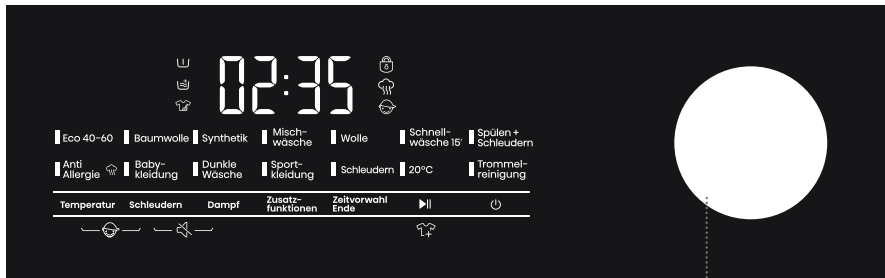 02:35
Eco 40-60 Baumwolle Synthetik Misch-
wäsche Wolle Schnell-
wäsche 15' Spülen +
Schleudern
Anti
Allergie Baby-
kleidung Dunkle
Wäsche Sport-
kleidung Schleudern 20°C Trommel-
reinigung
Temperatur Schleudern Dampf Zusatz-
funktionen Zeitvorwahl
Ende